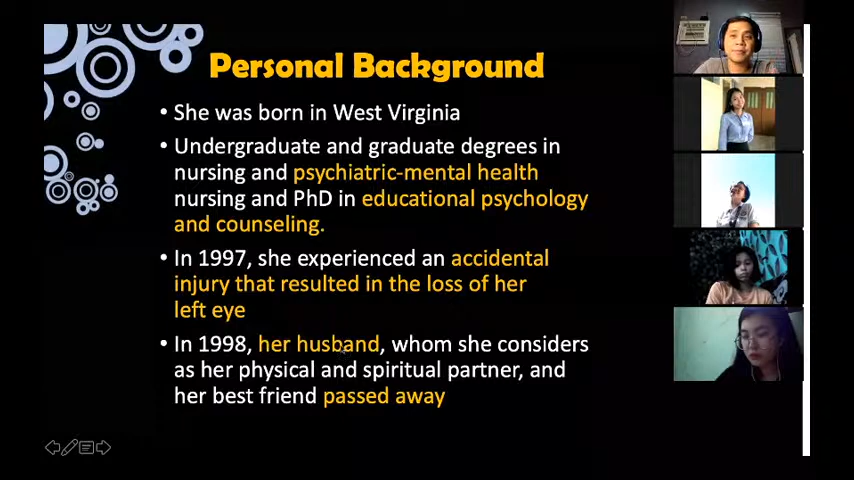 Personal Background
• She was born in West Virginia
• Undergraduate and graduate degrees in
nursing and psychiatric-mental health
nursing and PhD in educational psychology
and counseling.
• In 1997, she experienced an accidental
injury that resulted in the loss of her
left eye
• In 1998, her husband, whom she considers
as her physical and spiritual partner, and
her best friend passed away